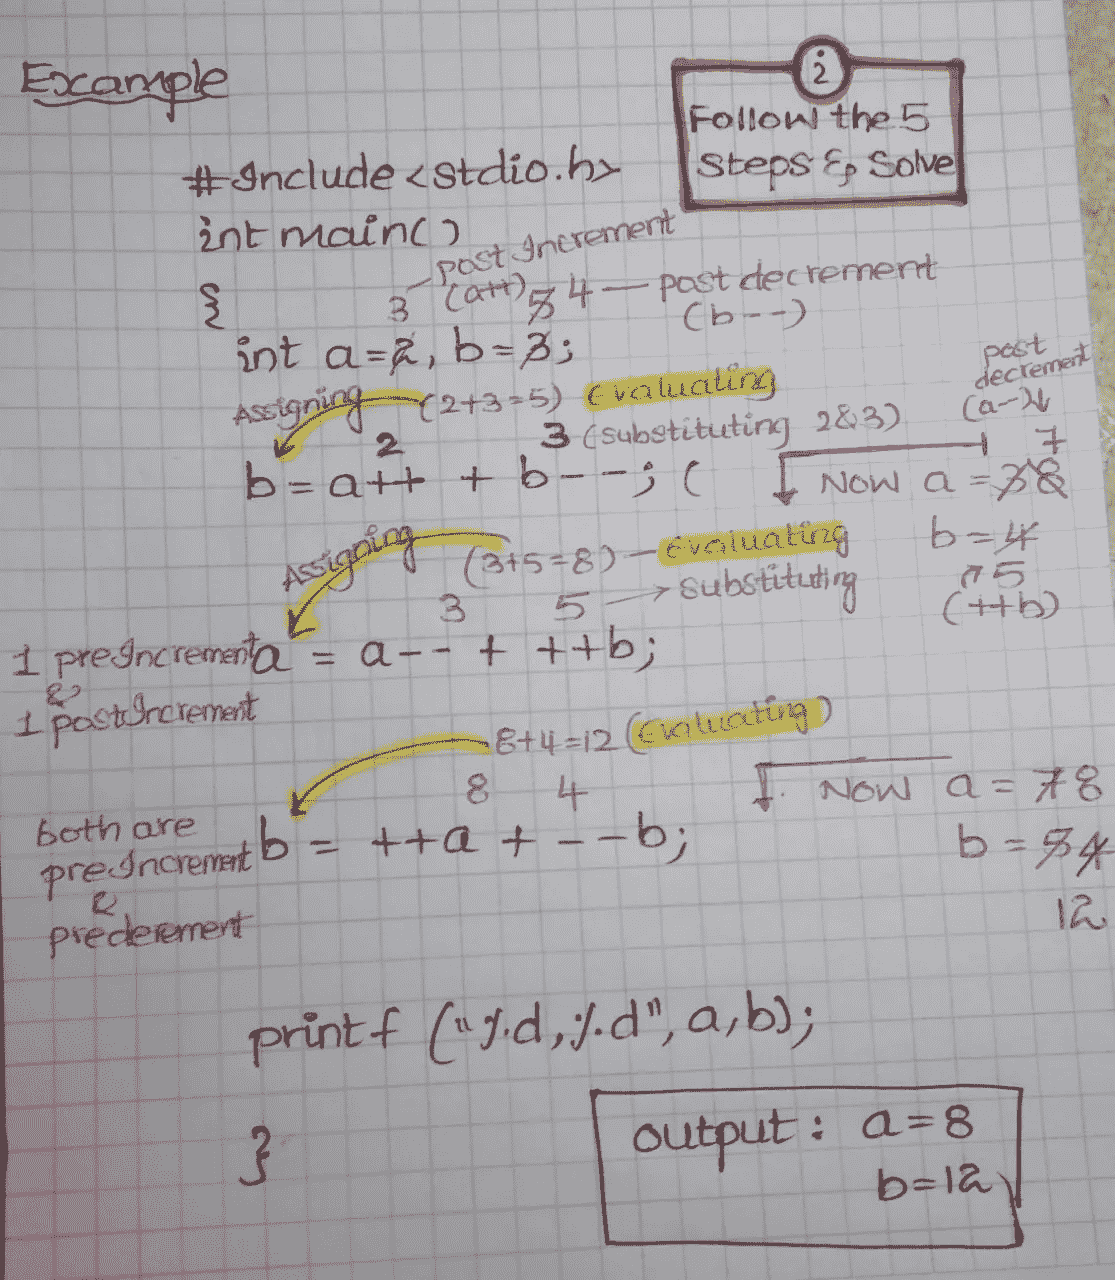 Example
i
2
Follow the 5
Steps & Solve
#Include <stdio.h>
int main()
post Increment
(a++)
{
3
5 4 — post decrement
(b--)
int a=2, b=3;
post
decrement
(a--)
Assigning (2+3=5) Evaluating
2 3 (substituting 2&3)
b = a++ + b--; (
Now a = 3 8
7
b = 4
5
(++b)
Assigning (3+5=8) — Evaluating
3 5 → substituting
1 preIncrement
&
1 postIncrement
a = a-- + ++b;
8+4=12 (Evaluating)
8 4
Now a = 7 8
b = 5 4
12
both are
preIncrement
&
prederement
b = ++a + --b;
printf ("%d,%d", a,b);
}
output: a=8
b=12